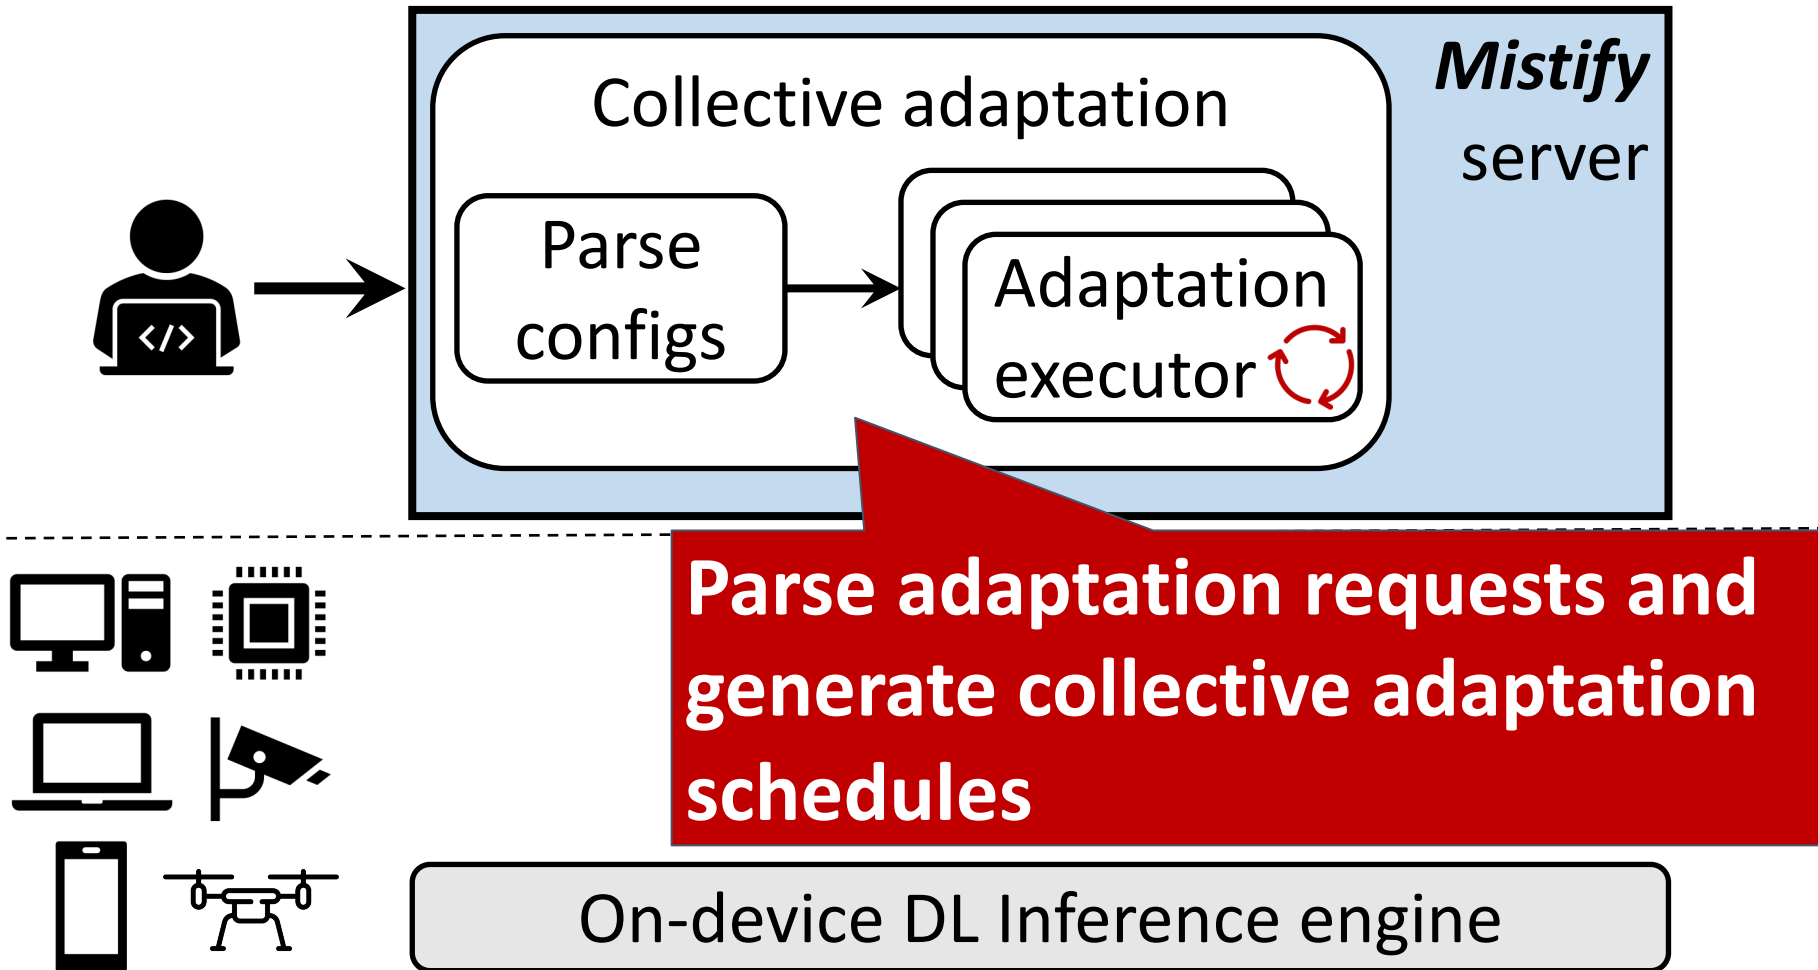 Mistify
server
Collective adaptation
Parse
configs
Adaptation
executor
</>
Parse adaptation requests and
generate collective adaptation
schedules
On-device DL Inference engine